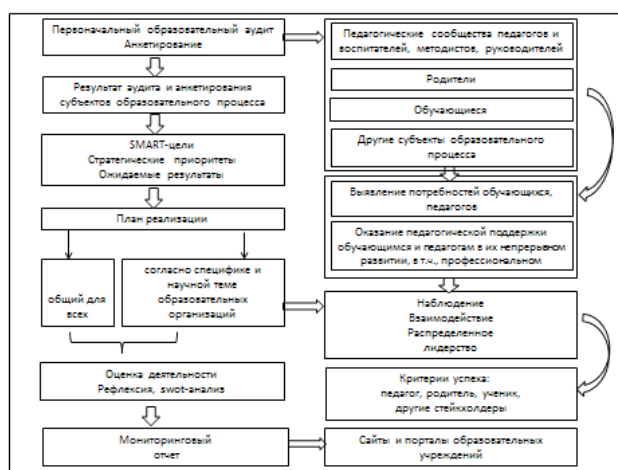 Первоначальный образовательный аудит
Анкетирование
Результат аудита и анкетирования
субъектов образовательного процесса
SMART-цели
Стратегические приоритеты
Ожидаемые результаты
План реализации
общий для
всех
согласно специфике и
научной теме
образовательных
организаций
Оценка деятельности
Рефлексия, swot-анализ
Мониторинговый
отчет
Педагогические сообщества педагогов и
воспитателей, методистов, руководителей
Родители
Обучающиеся
Другие субъекты образовательного
процесса
Выявление потребностей обучающихся,
педагогов
Оказание педагогической поддержки
обучающимся и педагогам в их непрерывном
развитии, в т.ч., профессиональном
Наблюдение
Взаимодействие
Распределенное
лидерство
Критерии успеха:
педагог, родитель, ученик,
другие стейкхолдеры
Сайты и порталы образовательных
учреждений